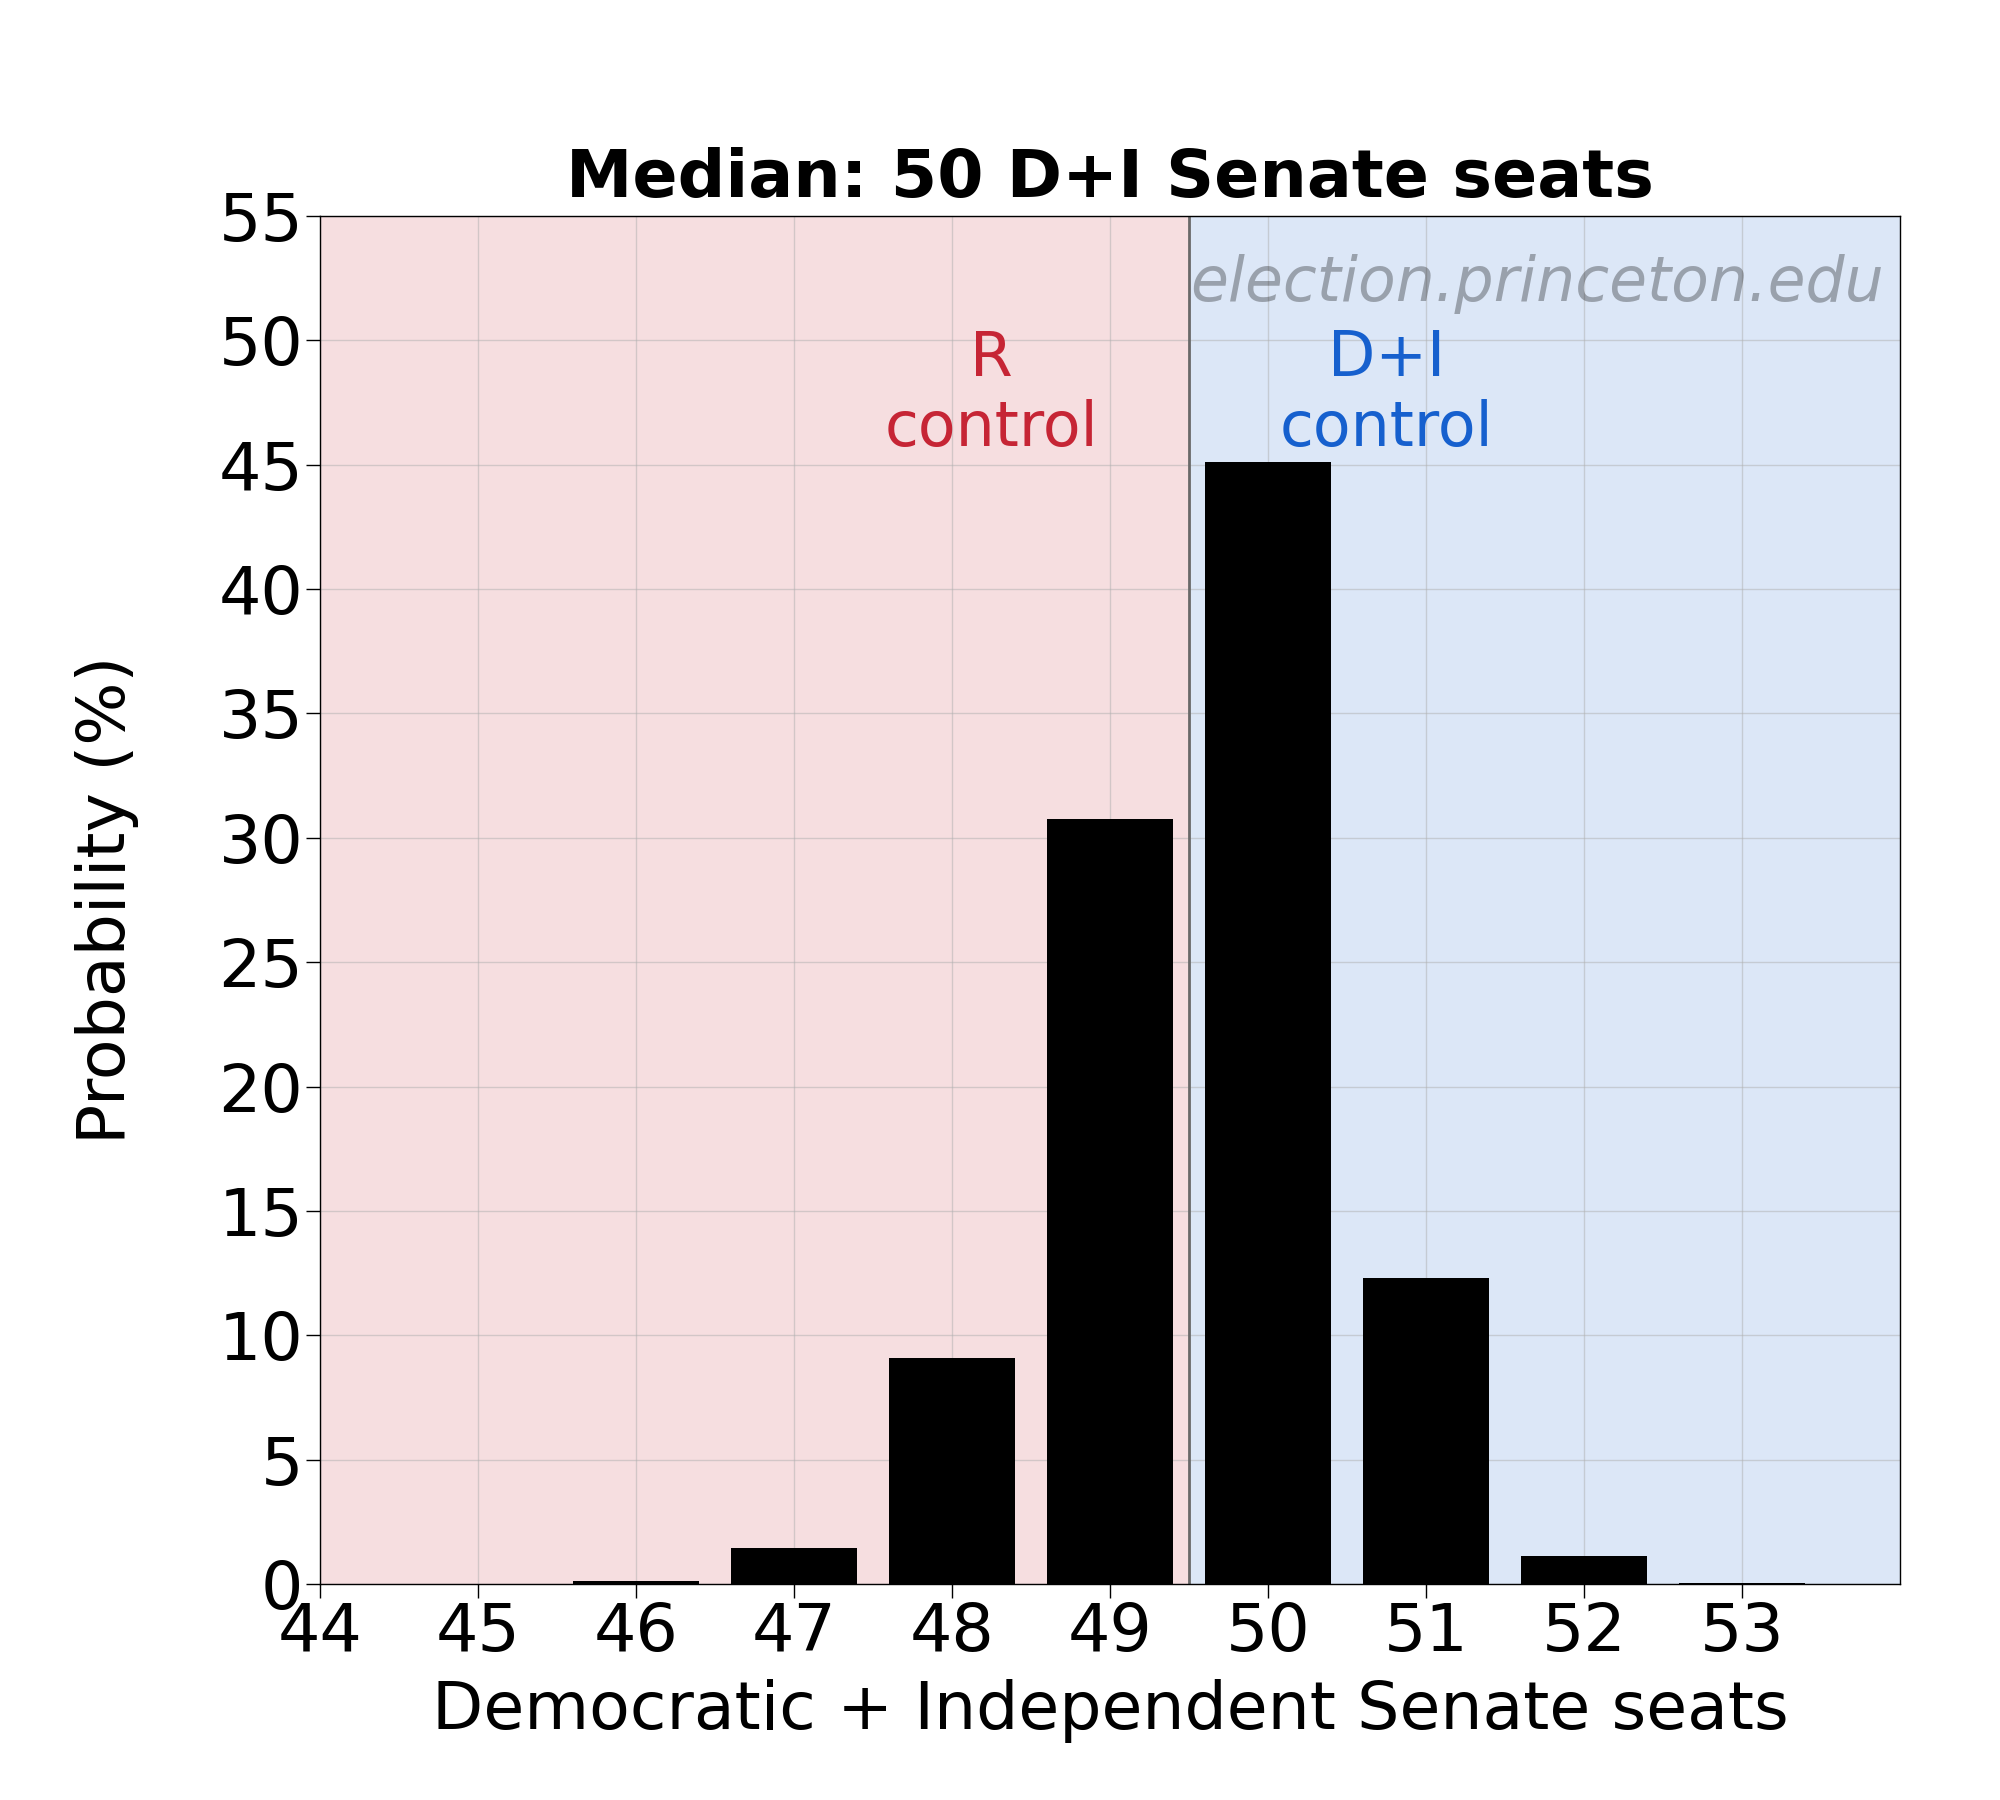 Median: 50 D+I Senate seats
election.princeton.edu
R
control
D+I
control
Probability (%)
55
50
45
40
35
30
25
20
15
10
5
0
44 45 46 47 48 49 50 51 52 53
Democratic + Independent Senate seats